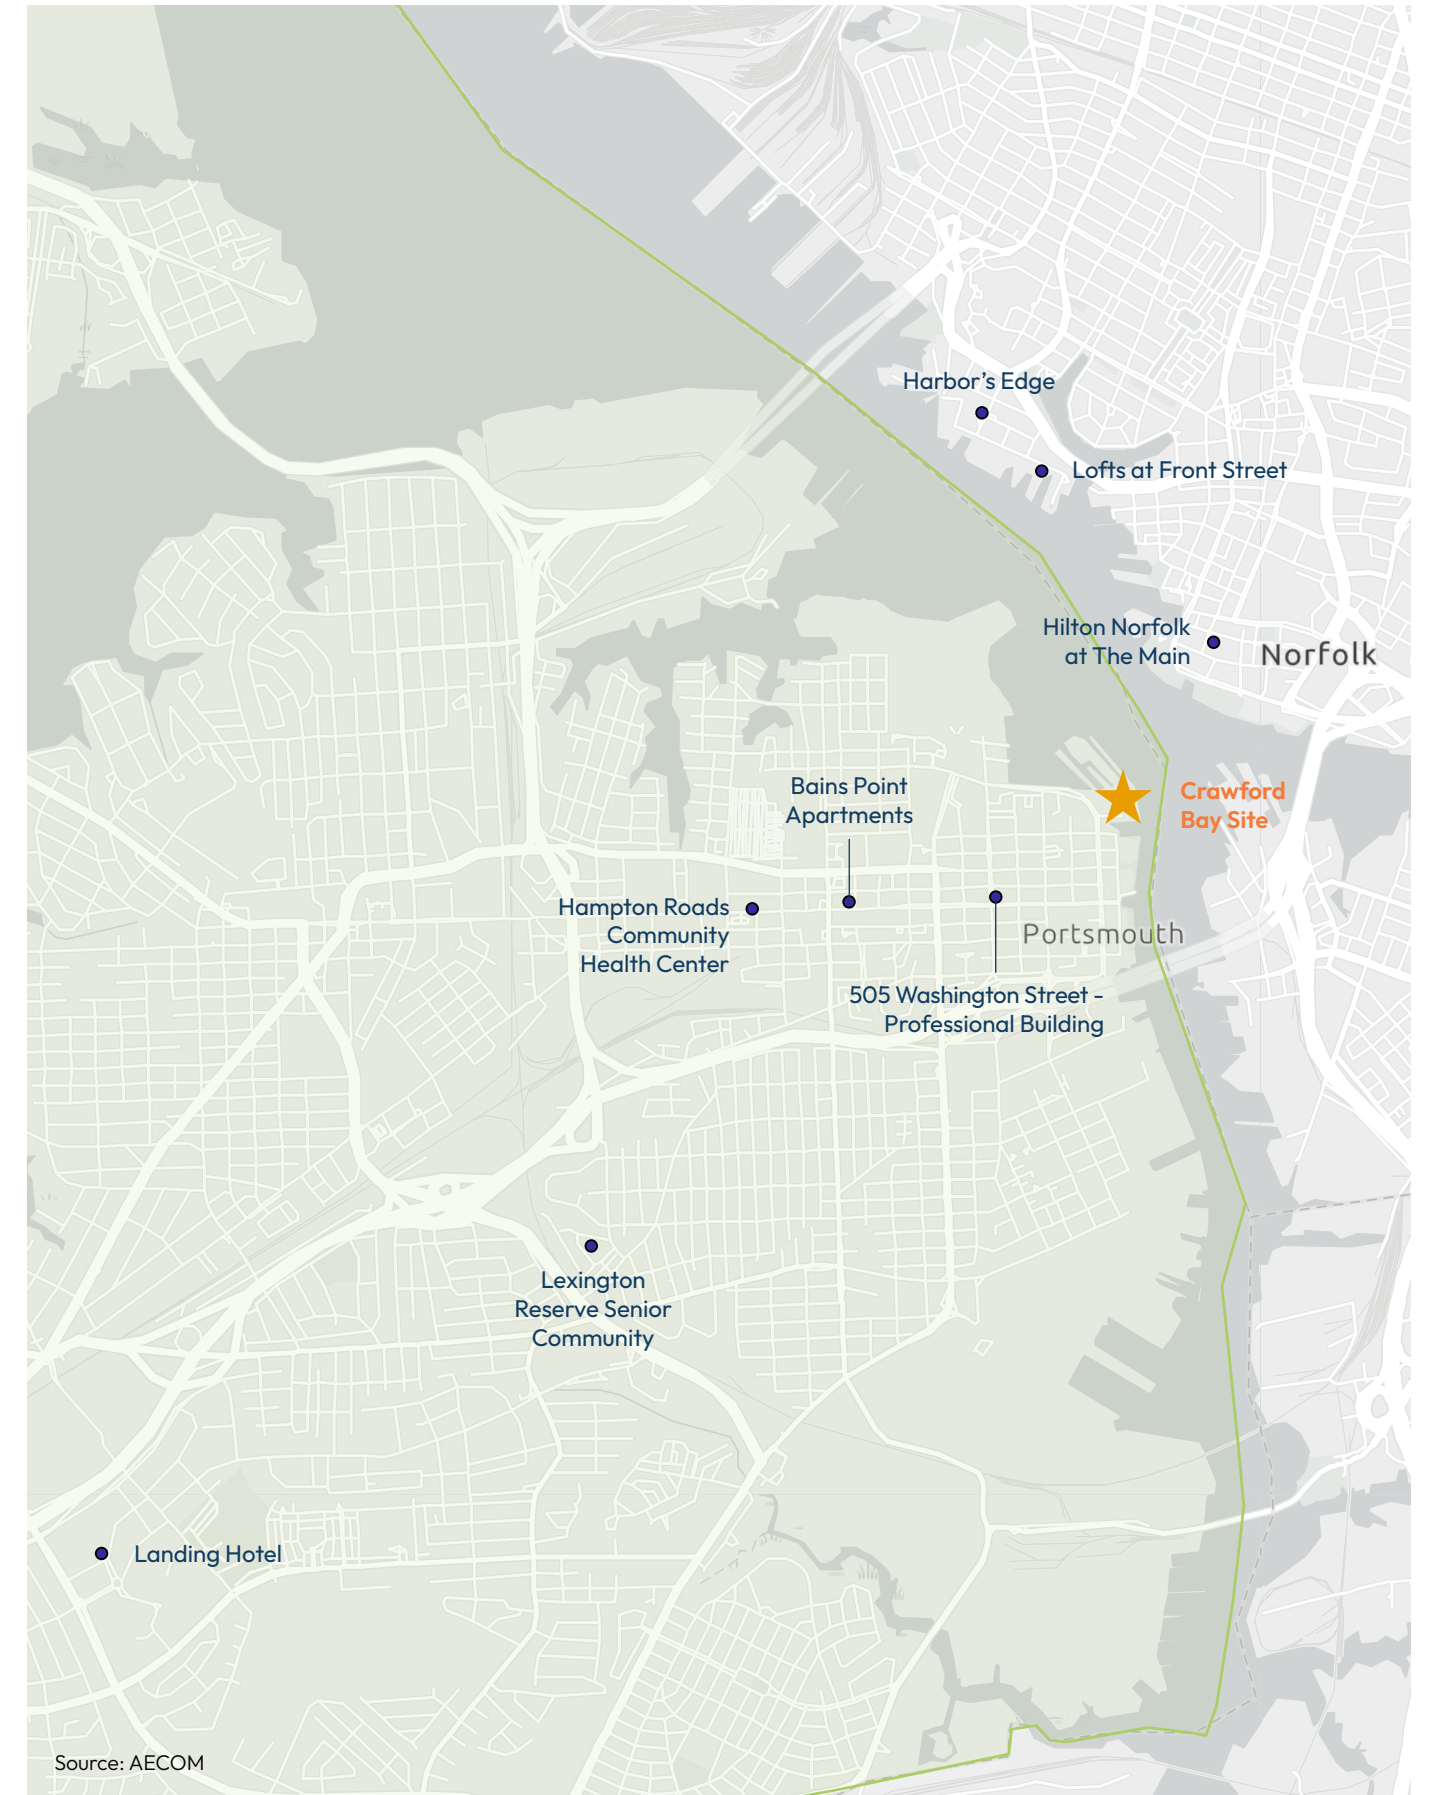 Harbor’s Edge
Lofts at Front Street
Hilton Norfolk
at The Main
Norfolk
Bains Point
Apartments
Crawford
Bay Site
Hampton Roads
Community
Health Center
Portsmouth
505 Washington Street -
Professional Building
Lexington
Reserve Senior
Community
Landing Hotel
Source: AECOM